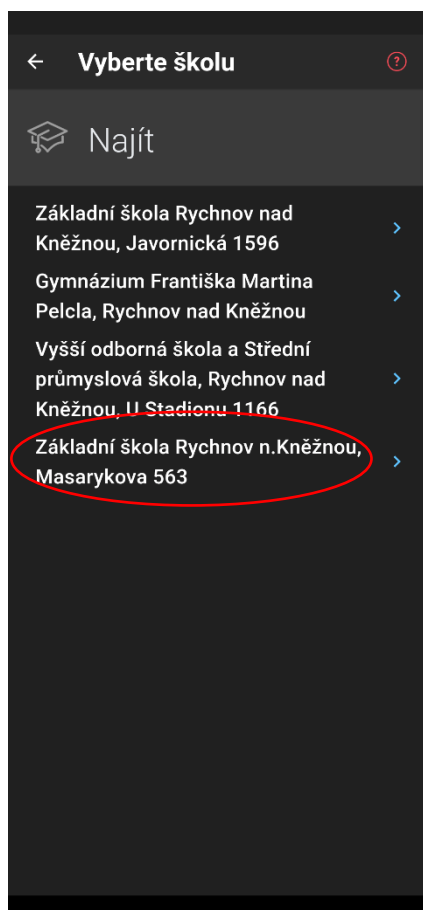 Vyberte školu
Najít
Základní škola Rychnov nad
Kněžnou, Javornická 1596
Gymnázium Františka Martina
Pelcla, Rychnov nad Kněžnou
Vyšší odborná škola a Střední
průmyslová škola, Rychnov nad
Kněžnou, U Stadionu 1166
Základní škola Rychnov n.Kněžnou,
Masarykova 563